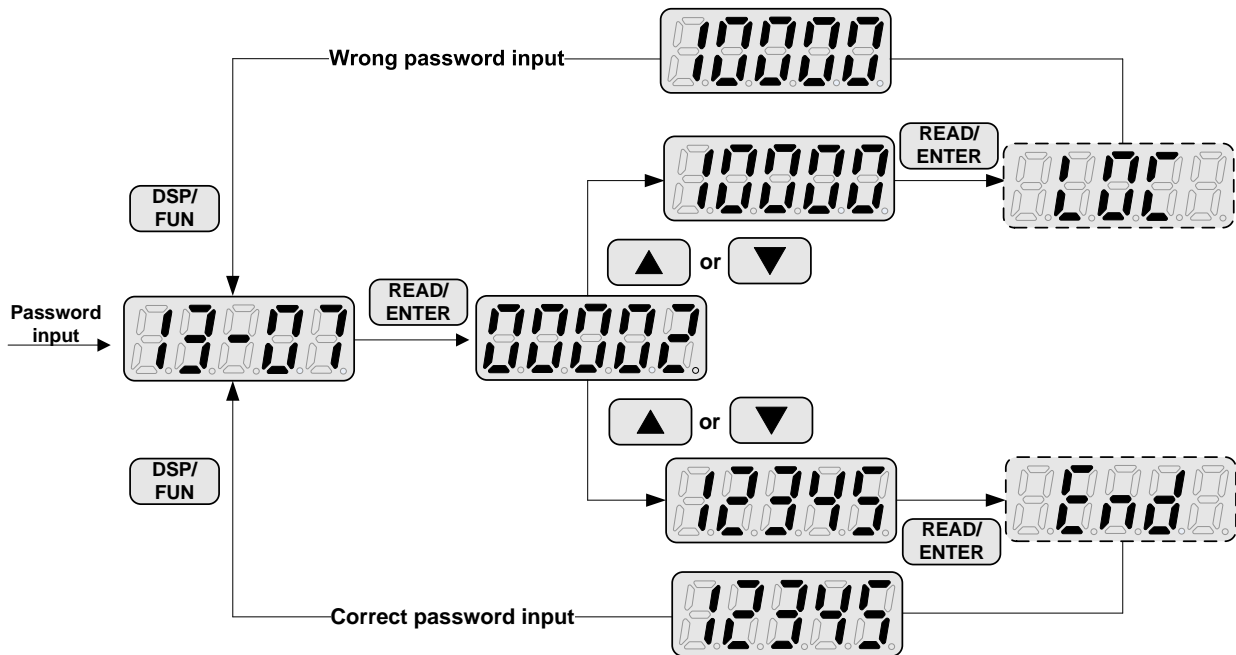 10000
Wrong password input
10000
READ/
ENTER
LOC
DSP/
FUN
▲ or ▼
Password
input
13-07
READ/
ENTER
00002
▲ or ▼
DSP/
FUN
12345
READ/
ENTER
End
Correct password input
12345